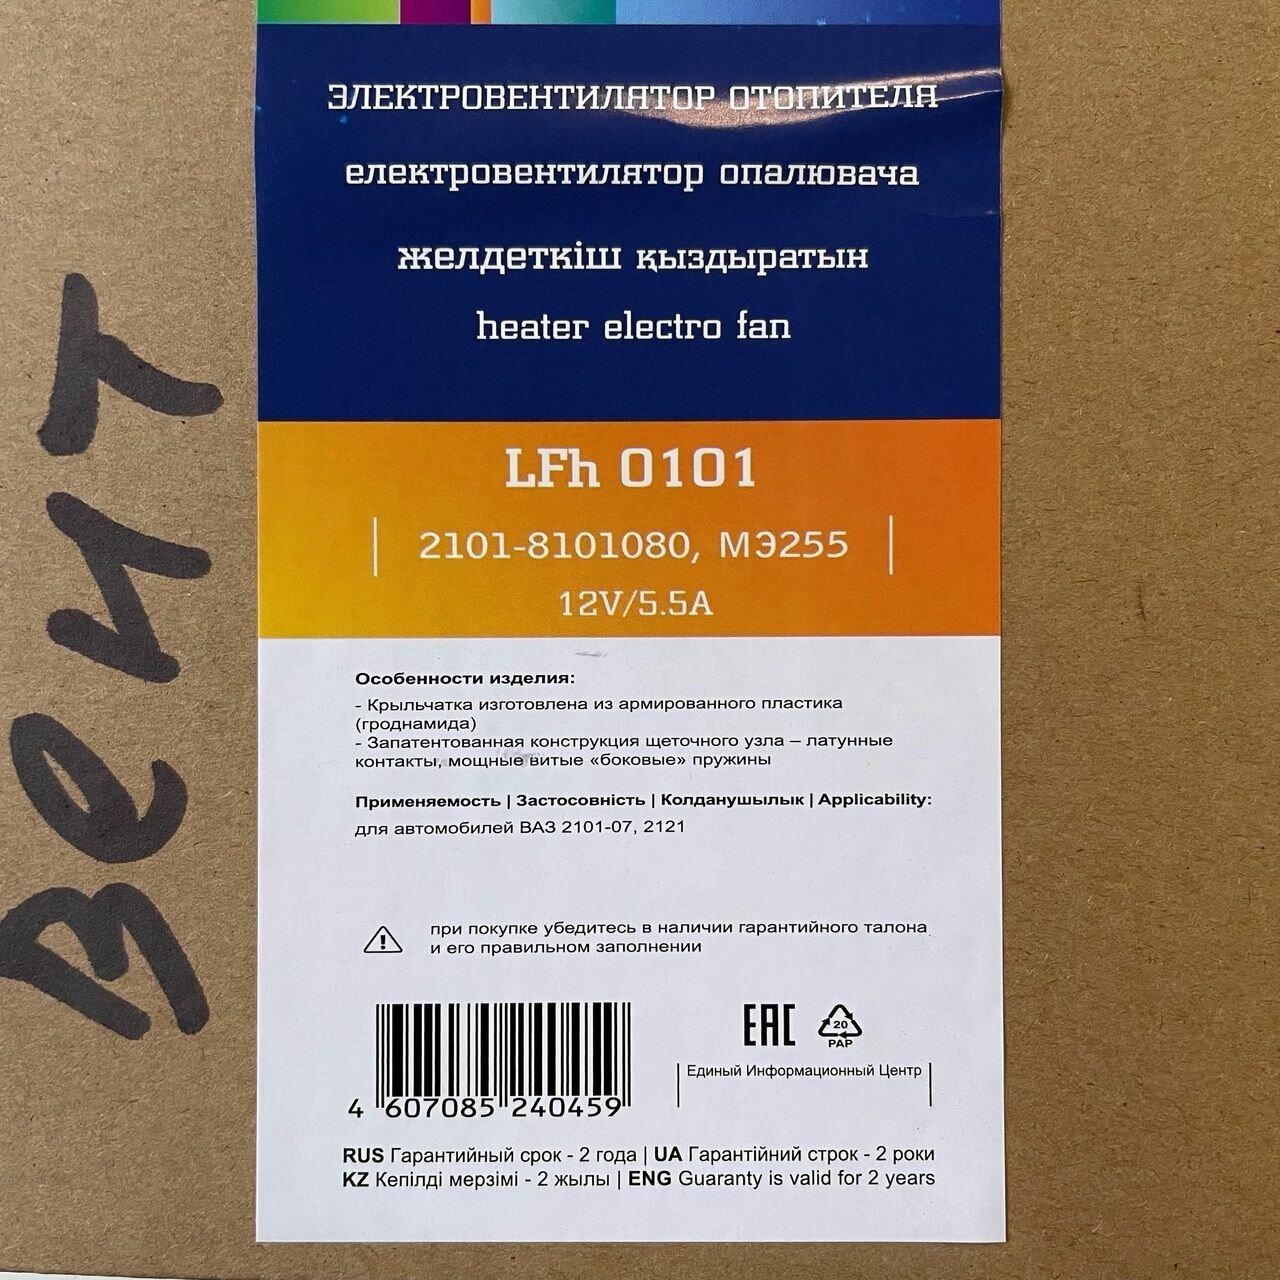 ЭЛЕКТРОВЕНТИЛЯТОР ОТОПИТЕЛЯ
електровентилятор опалювача
желдеткіш қыздыратын
heater electro fan
LFh 0101
2101-8101080, МЭ255
12V/5.5A
Особенности изделия:
- Крыльчатка изготовлена из армированного пластика
(гроднамида)
- Запатентованная конструкция щеточного узла – латунные
контакты, мощные витые «боковые» пружины
Применяемость | Застосовність | Колданушылык | Applicability:
для автомобилей ВАЗ 2101-07, 2121
при покупке убедитесь в наличии гарантийного талона
и его правильном заполнении
4 607085 240459
EAC
20
PAP
Единый Информационный Центр
RUS Гарантийный срок - 2 года | UA Гарантійний строк - 2 роки
KZ Кепілді мерзімі - 2 жылы | ENG Guaranty is valid for 2 years
Вент